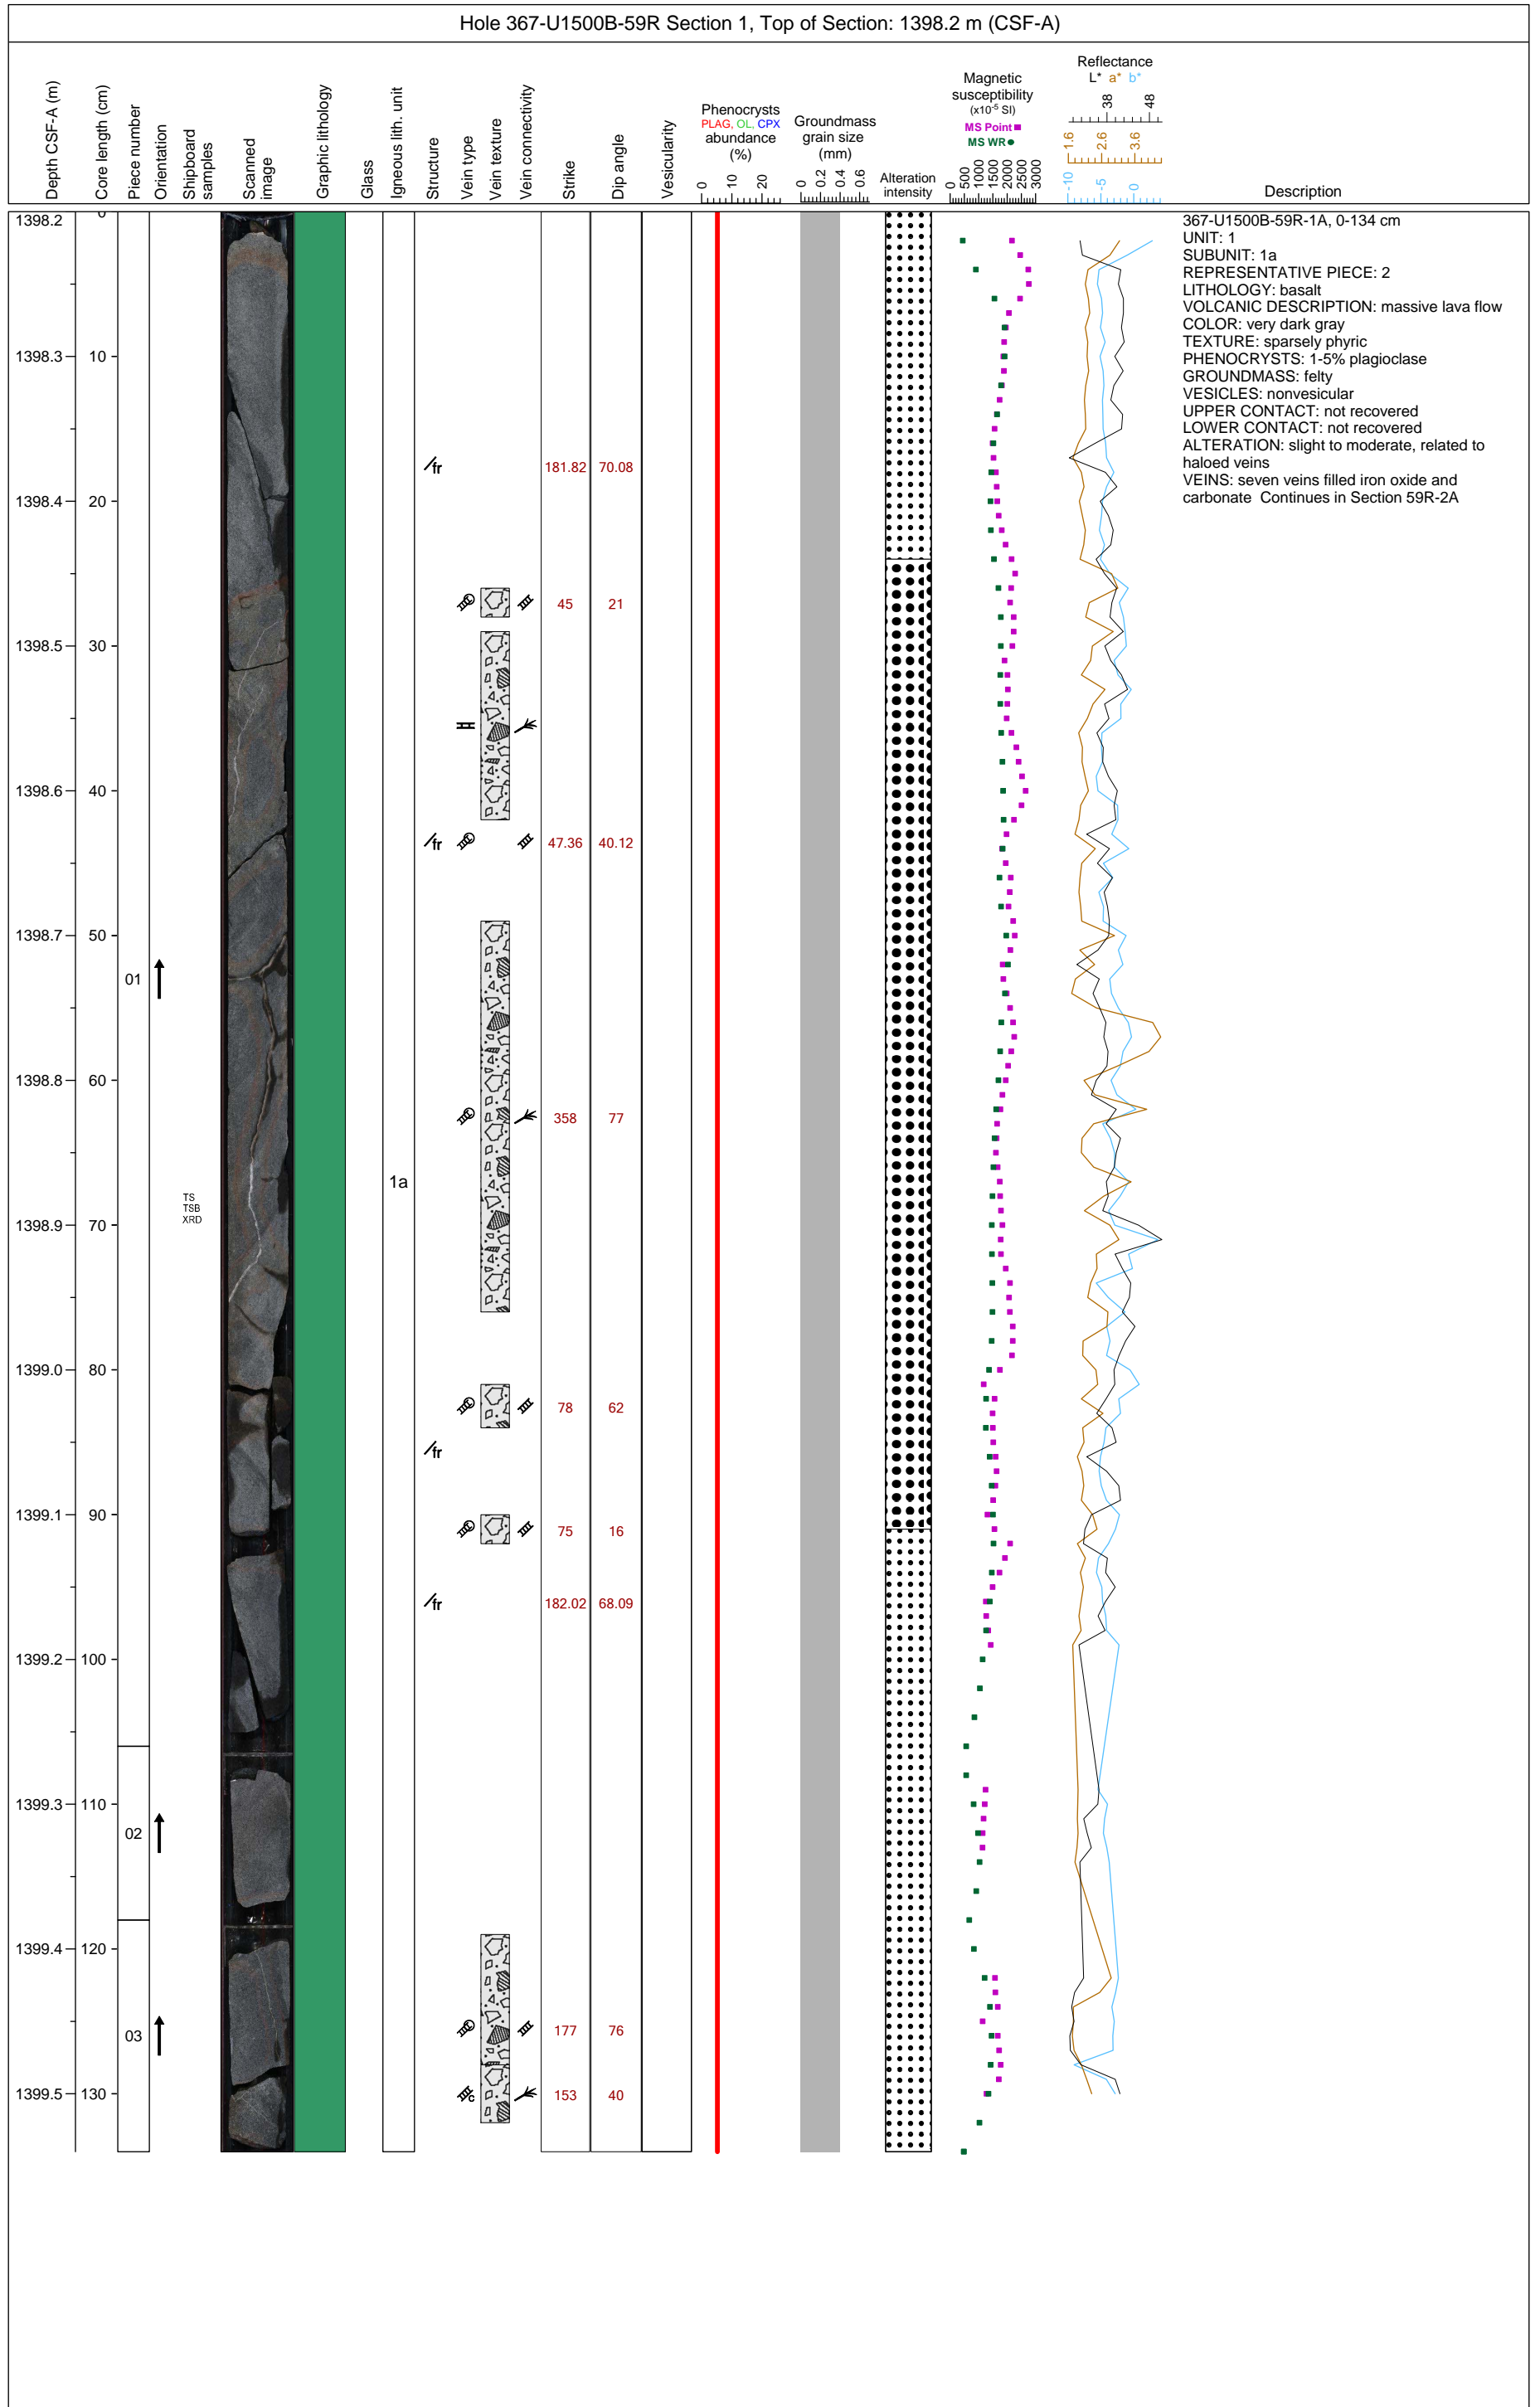 Hole 367-U1500B-59R Section 1, Top of Section: 1398.2 m (CSF-A)
Depth CSF-A (m)
Core length (cm)
Piece number
Orientation
Shipboard
samples
Scanned
image
Graphic lithology
Glass
Igneous lith. unit
Structure
Vein type
Vein texture
Vein connectivity
Strike
Dip angle
Vesicularity
Phenocrysts
PLAG, OL, CPX
abundance
(%)
0 10 20
Groundmass
grain size
(mm)
0 0.2 0.4 0.6
Alteration
intensity
Magnetic
susceptibility
(x10-5 SI)
MS Point
MS WR
0 500 1000 1500 2000 2500 3000
Reflectance
L* a* b*
38 48
1.6 2.6 3.6
-10 -5 0
Description
1398.2 0
367-U1500B-59R-1A, 0-134 cm
UNIT: 1
SUBUNIT: 1a
REPRESENTATIVE PIECE: 2
LITHOLOGY: basalt
VOLCANIC DESCRIPTION: massive lava flow
COLOR: very dark gray
TEXTURE: sparsely phyric
PHENOCRYSTS: 1-5% plagioclase
GROUNDMASS: felty
VESICLES: nonvesicular
UPPER CONTACT: not recovered
LOWER CONTACT: not recovered
ALTERATION: slight to moderate, related to
haloed veins
VEINS: seven veins filled iron oxide and
carbonate Continues in Section 59R-2A
1398.3 10
fr 181.82 70.08
1398.4 20
45 21
1398.5 30
1398.6 40
fr 47.36 40.12
1398.7 50
01
1398.8 60
358 77
1a
TS
TSB
XRD
1398.9 70
1399.0 80
78 62
fr
1399.1 90
75 16
fr 182.02 68.09
1399.2 100
1399.3 110
02
1399.4 120
03
177 76
1399.5 130
c 153 40